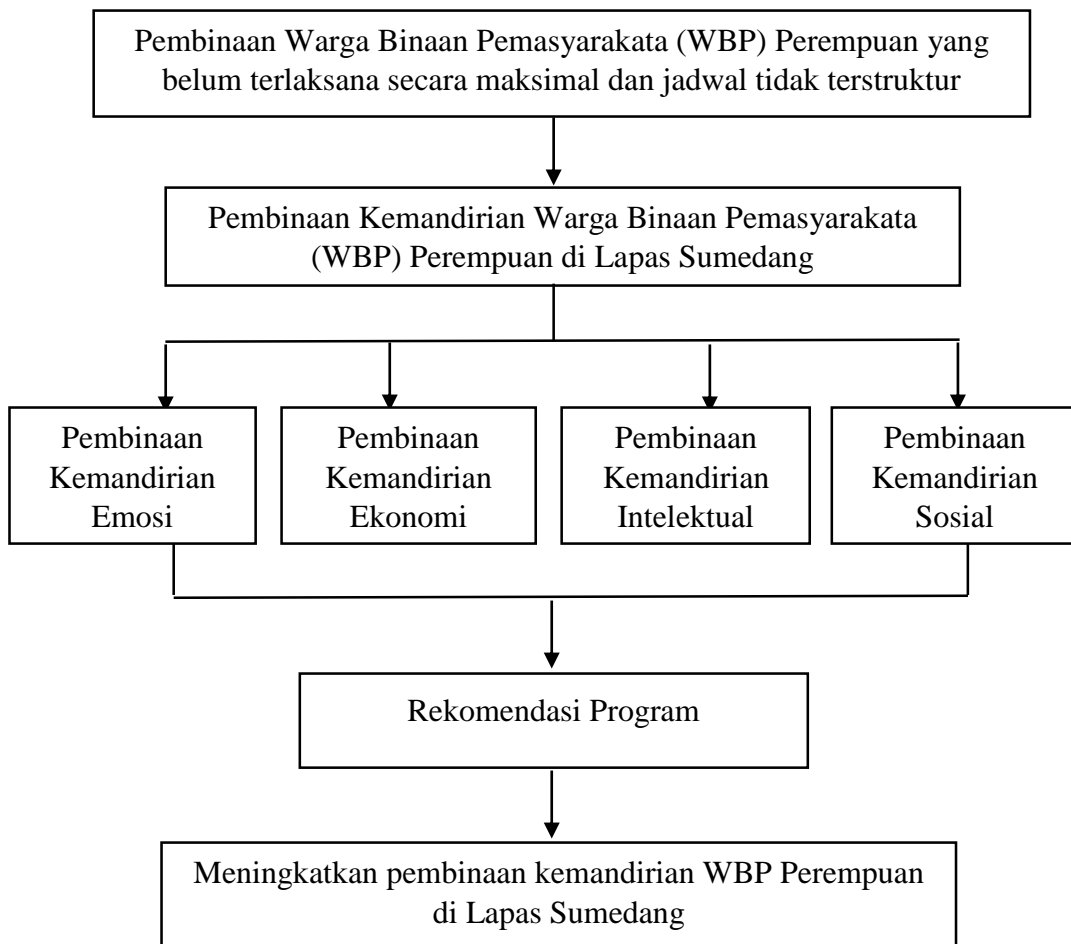 Pembinaan Warga Binaan Pemasyarakata (WBP) Perempuan yang
belum terlaksana secara maksimal dan jadwal tidak terstruktur
Pembinaan Kemandirian Warga Binaan Pemasyarakata
(WBP) Perempuan di Lapas Sumedang
Pembinaan
Kemandirian
Emosi
Pembinaan
Kemandirian
Ekonomi
Pembinaan
Kemandirian
Intelektual
Pembinaan
Kemandirian
Sosial
Rekomendasi Program
Meningkatkan pembinaan kemandirian WBP Perempuan
di Lapas Sumedang